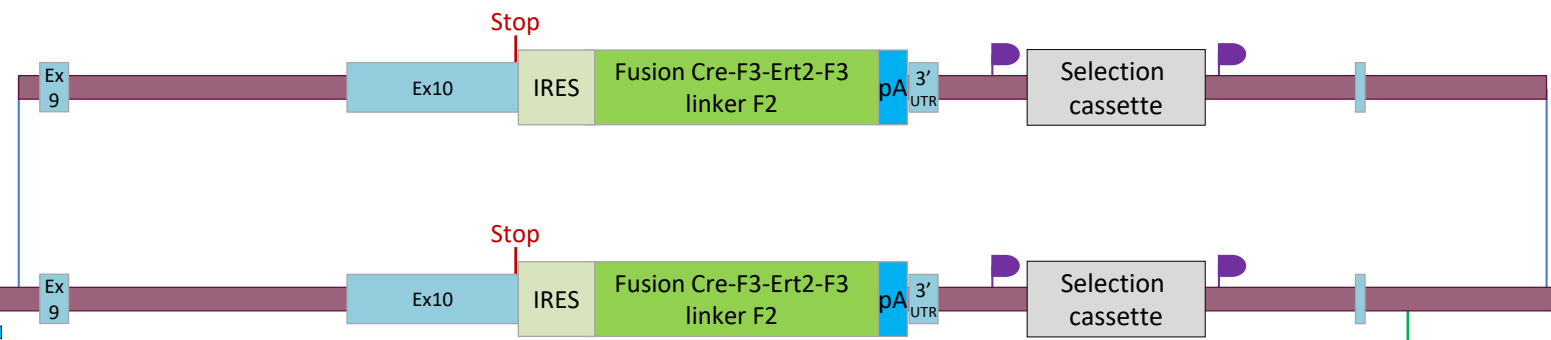 Stop
Ex
9
Ex10
IRES
Fusion Cre-F3-Ert2-F3
linker F2
pA
3’
UTR
Selection
cassette
Stop
Ex
9
Ex10
IRES
Fusion Cre-F3-Ert2-F3
linker F2
pA
3’
UTR
Selection
cassette